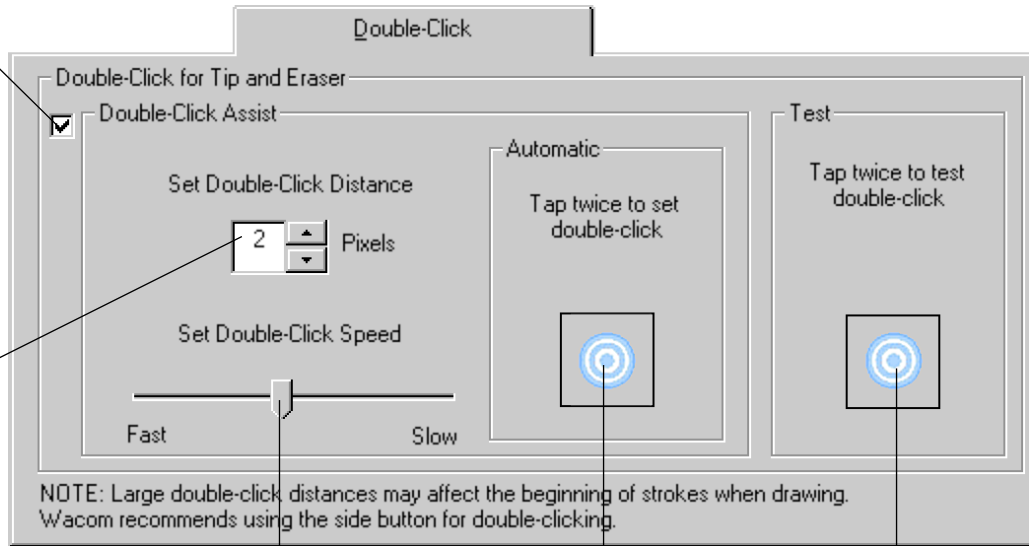 Double-Click
Double-Click for Tip and Eraser
Double-Click Assist
Set Double-Click Distance
2
Pixels
Set Double-Click Speed
Fast
Slow
Automatic
Tap twice to set
double-click
Test
Tap twice to test
double-click
NOTE: Large double-click distances may affect the beginning of strokes when drawing.
Wacom recommends using the side button for double-clicking.